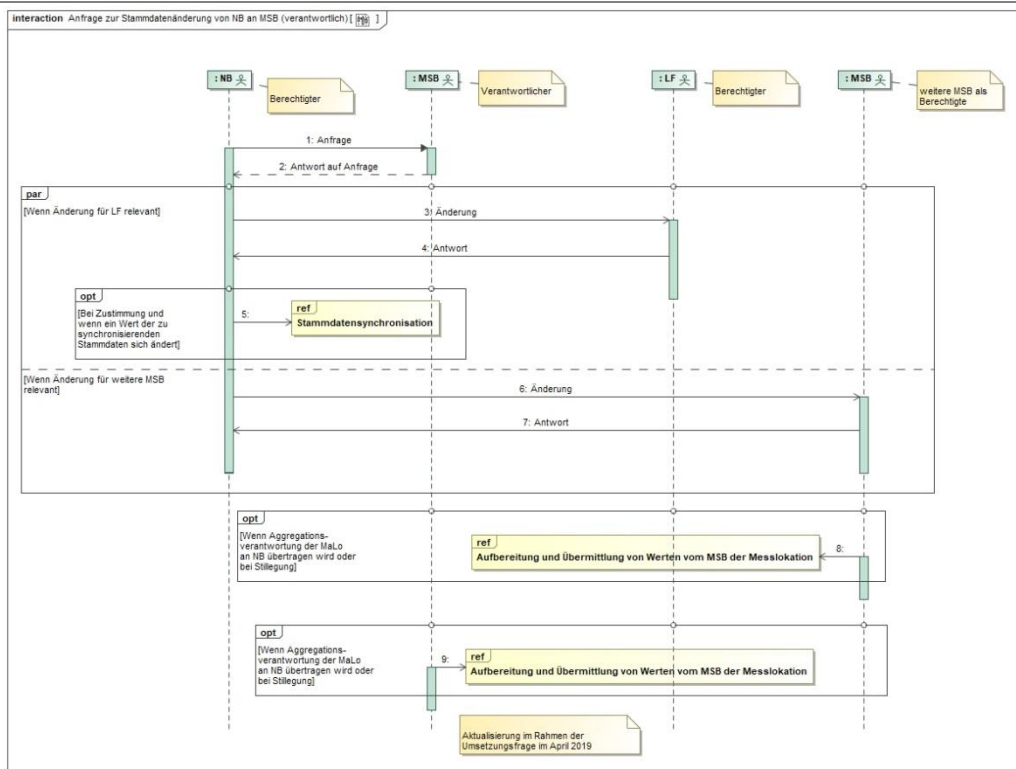 interaction Anfrage zur Stammdatenänderung von NB an MSB (verantwortlich) [ ]
: NB
Berechtigter
: MSB
Verantwortlicher
: LF
Berechtigter
: MSB
weitere MSB als
Berechtigte
1: Anfrage
2: Antwort auf Anfrage
par
[Wenn Änderung für LF relevant]
3: Änderung
4: Antwort
opt
[Bei Zustimmung und
wenn ein Wert der zu
synchronisierenden
Stammdaten sich ändert]
5:
ref
Stammdatensynchronisation
[Wenn Änderung für weitere MSB
relevant]
6: Änderung
7: Antwort
opt
[Wenn Aggregations-
verantwortung der MaLo
an NB übertragen wird oder
bei Stillegung]
ref
Aufbereitung und Übermittlung von Werten vom MSB der Messlokation
8:
opt
[Wenn Aggregations-
verantwortung der MaLo
an NB übertragen wird oder
bei Stillegung]
9:
ref
Aufbereitung und Übermittlung von Werten vom MSB der Messlokation
Aktualisierung im Rahmen der
Umsetzungsfrage im April 2019